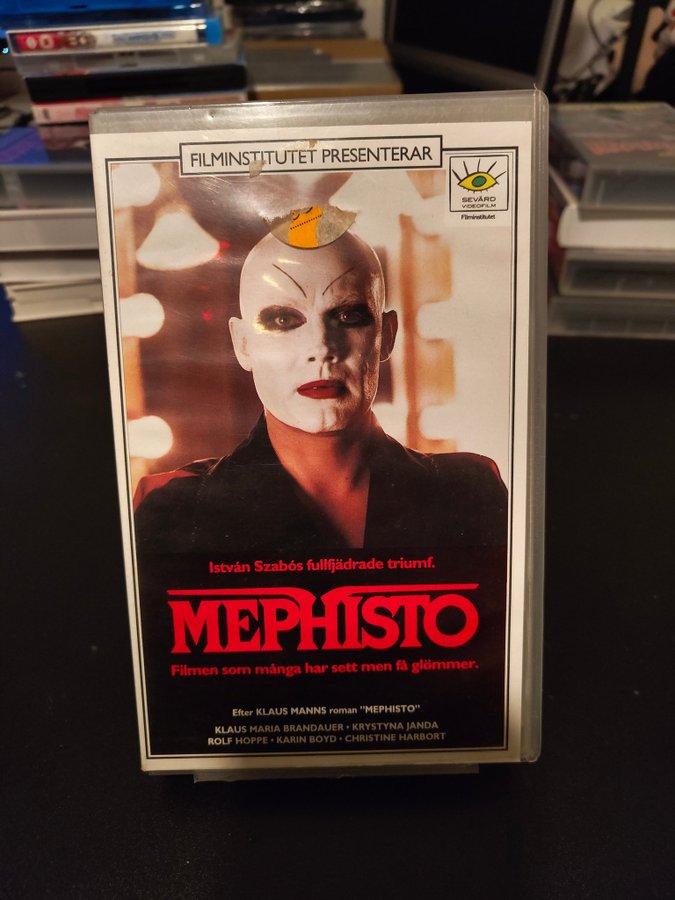 FILMINSTITUTET PRESENTERAR
SEVÄRD
VIDEOFILM
Filminstitutet
István Szabós fullfjädrade triumf.
MEPHISTO
Filmen som många har sett men få glömmer.
Efter KLAUS MANNS roman "MEPHISTO"
KLAUS MARIA BRANDAUER · KRYSTYNA JANDA
ROLF HOPPE · KARIN BOYD · CHRISTINE HARBORT